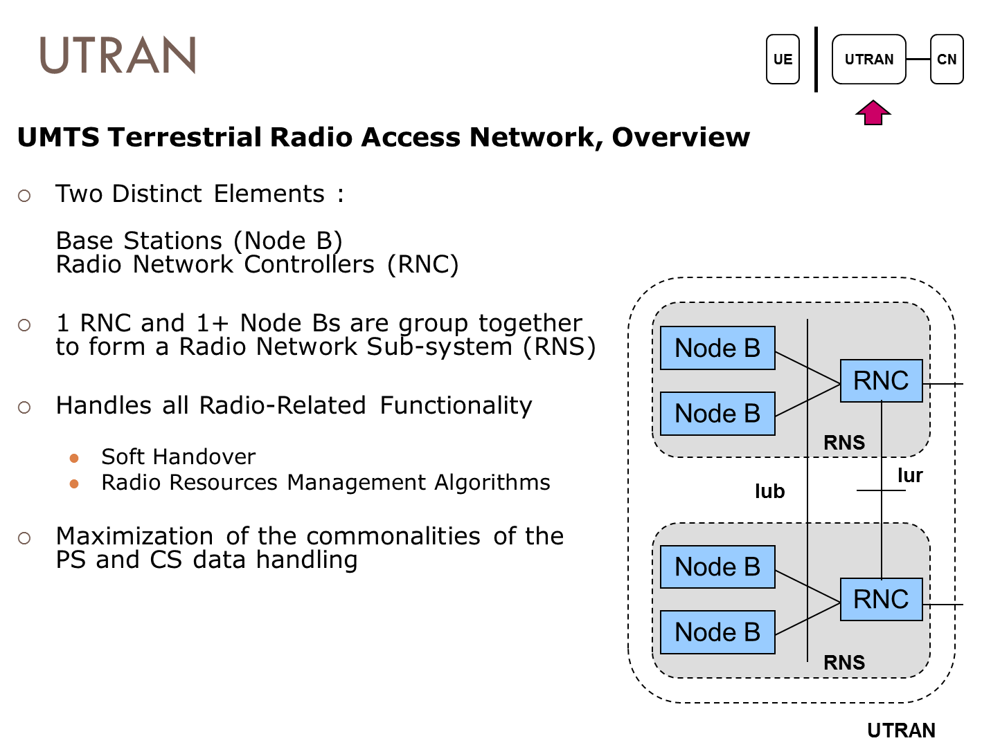 UTRAN
UE
UTRAN
CN
UMTS Terrestrial Radio Access Network, Overview
Two Distinct Elements :
Base Stations (Node B)
Radio Network Controllers (RNC)
1 RNC and 1+ Node Bs are group together
to form a Radio Network Sub-system (RNS)
Handles all Radio-Related Functionality
Soft Handover
Radio Resources Management Algorithms
Maximization of the commonalities of the
PS and CS data handling
Node B
RNC
Node B
RNS
Iur
Iub
Node B
RNC
Node B
RNS
UTRAN